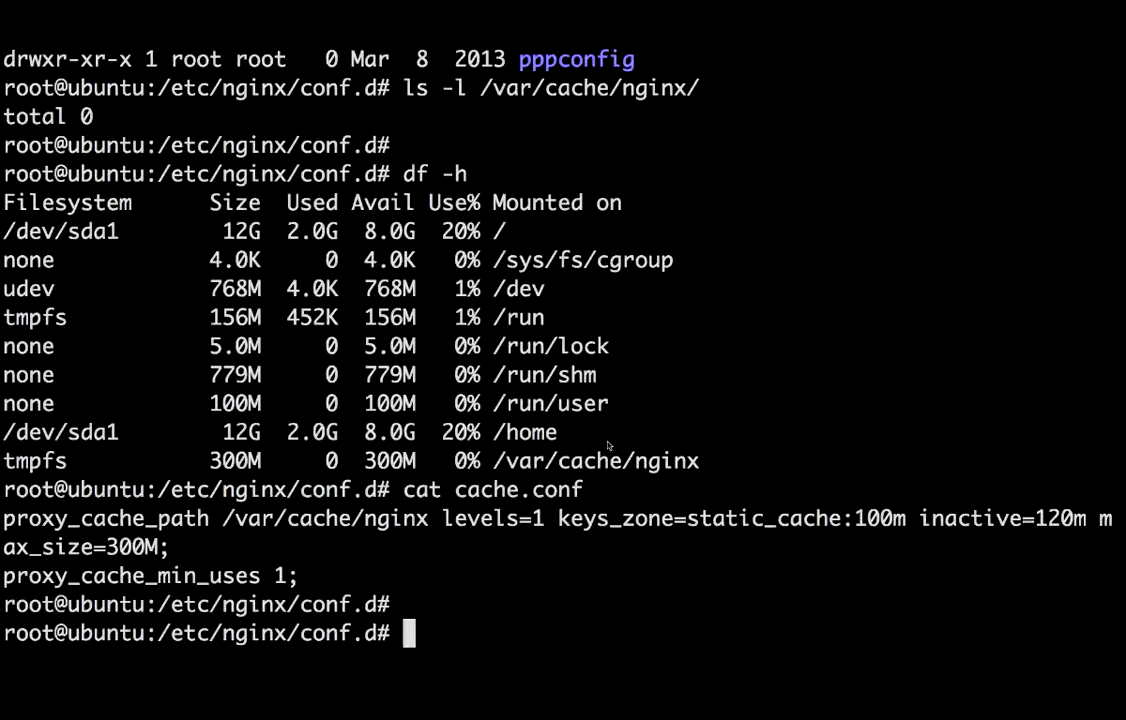 drwxr-xr-x 1 root root   0 Mar  8  2013 pppconfig
root@ubuntu:/etc/nginx/conf.d# ls -l /var/cache/nginx/
total 0
root@ubuntu:/etc/nginx/conf.d#
root@ubuntu:/etc/nginx/conf.d# df -h
Filesystem      Size  Used Avail Use% Mounted on
/dev/sda1        12G  2.0G  8.0G  20% /
none            4.0K     0  4.0K   0% /sys/fs/cgroup
udev            768M  4.0K  768M   1% /dev
tmpfs           156M  452K  156M   1% /run
none            5.0M     0  5.0M   0% /run/lock
none            779M     0  779M   0% /run/shm
none            100M     0  100M   0% /run/user
/dev/sda1        12G  2.0G  8.0G  20% /home
tmpfs           300M     0  300M   0% /var/cache/nginx
root@ubuntu:/etc/nginx/conf.d# cat cache.conf
proxy_cache_path /var/cache/nginx levels=1 keys_zone=static_cache:100m inactive=120m m
ax_size=300M;
proxy_cache_min_uses 1;
root@ubuntu:/etc/nginx/conf.d#
root@ubuntu:/etc/nginx/conf.d#